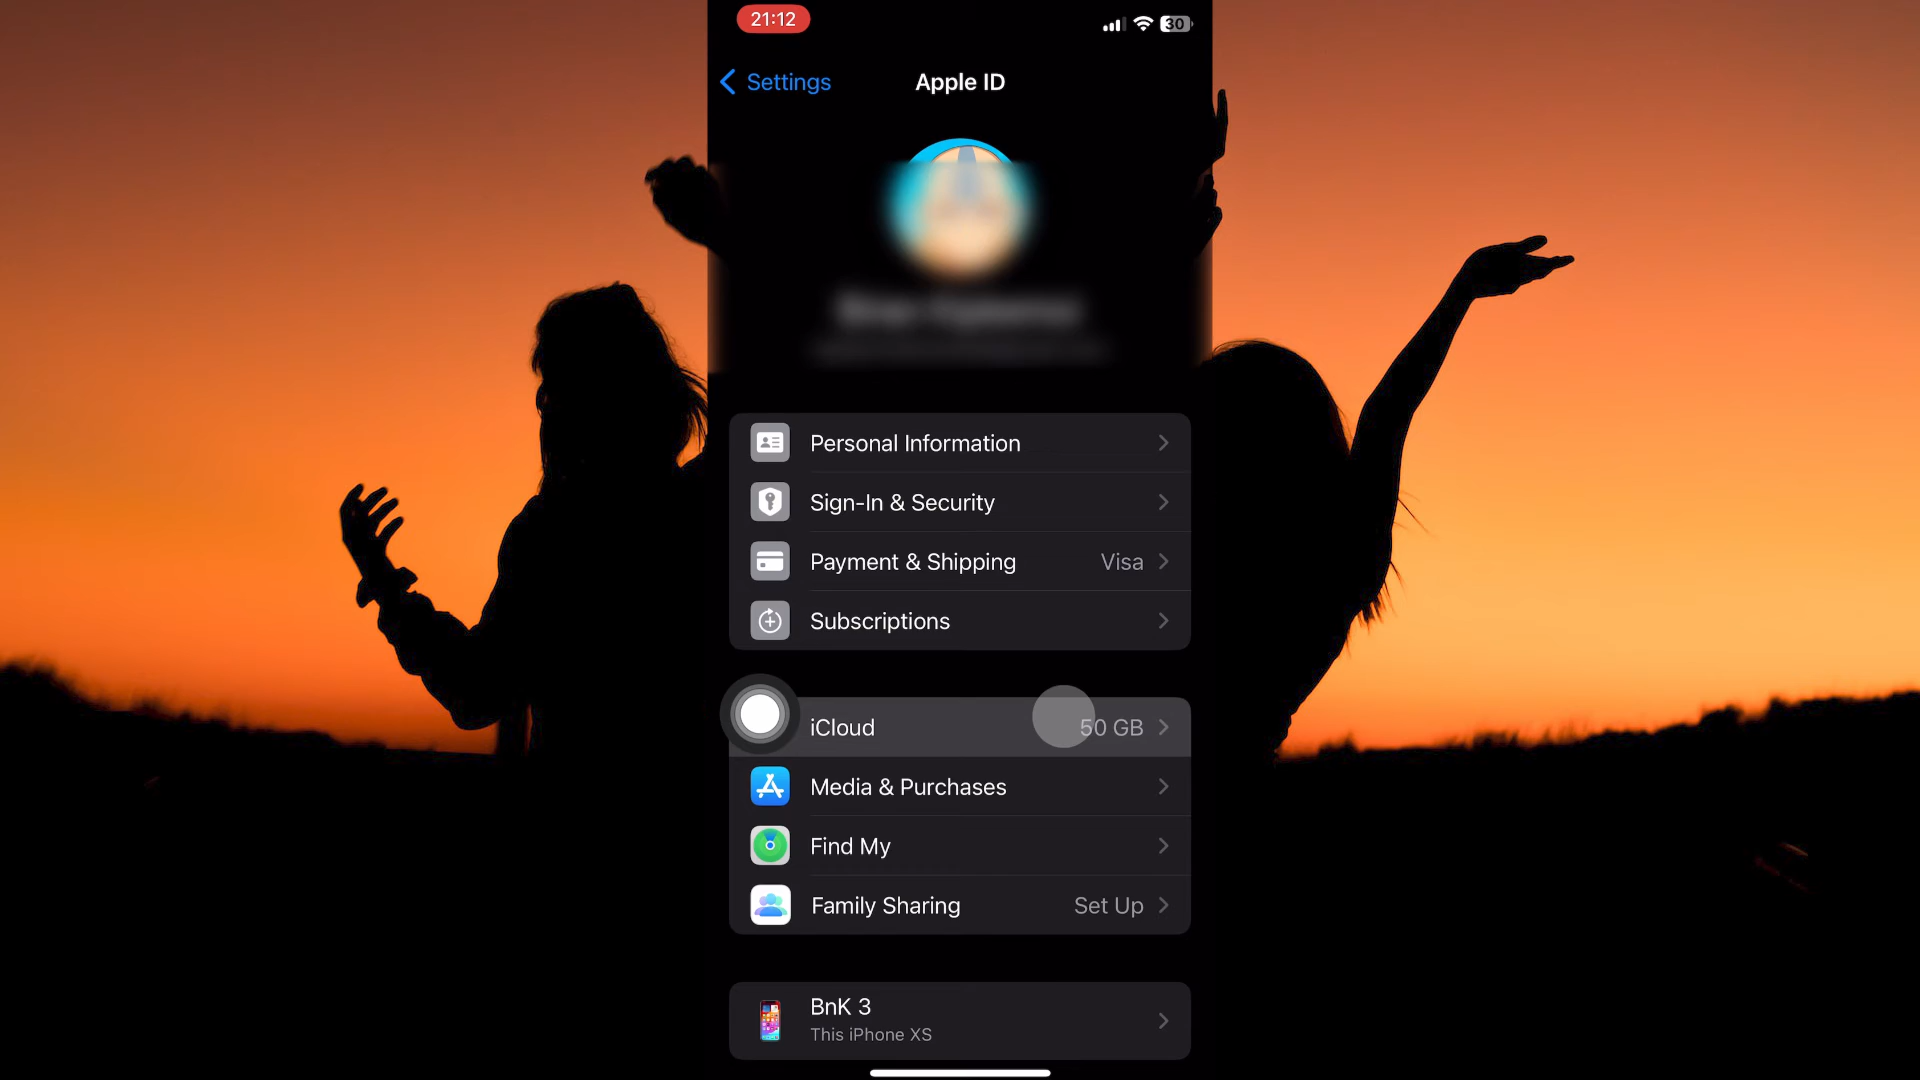 21:12
30
Settings
Apple ID
Personal Information
Sign-In & Security
Payment & Shipping Visa
Subscriptions
iCloud 50 GB
Media & Purchases
Find My
Family Sharing Set Up
BnK 3
This iPhone XS